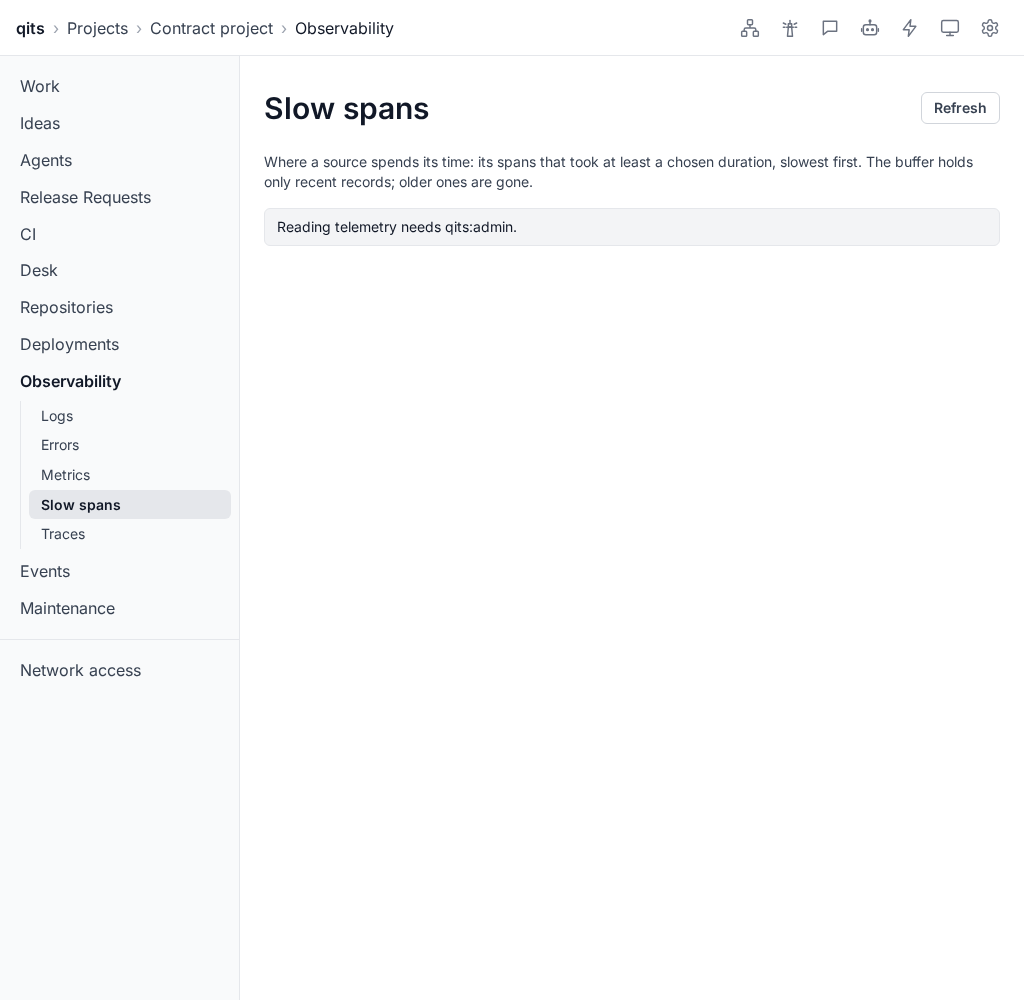 qits › Projects › Contract project › Observability
Work
Ideas
Agents
Release Requests
CI
Desk
Repositories
Deployments
Observability
Logs
Errors
Metrics
Slow spans
Traces
Events
Maintenance
Network access
Slow spans
Refresh
Where a source spends its time: its spans that took at least a chosen duration, slowest first. The buffer holds
only recent records; older ones are gone.
Reading telemetry needs qits:admin.